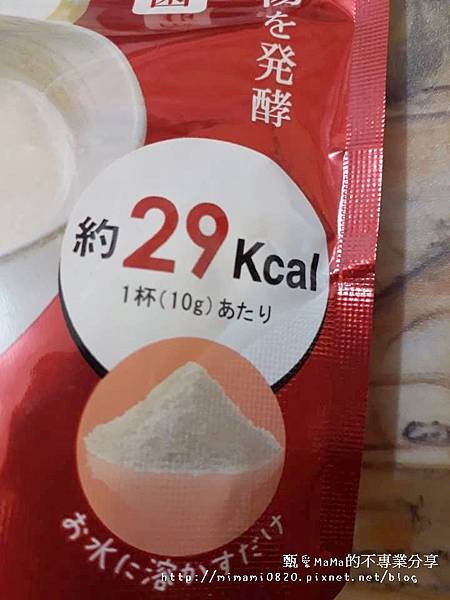 を発酵
約29Kcal
1杯(10g)あたり
お水に溶かすだけ
甄MaMa的不專業分享
http://mimami0820.pixnet.net/blog